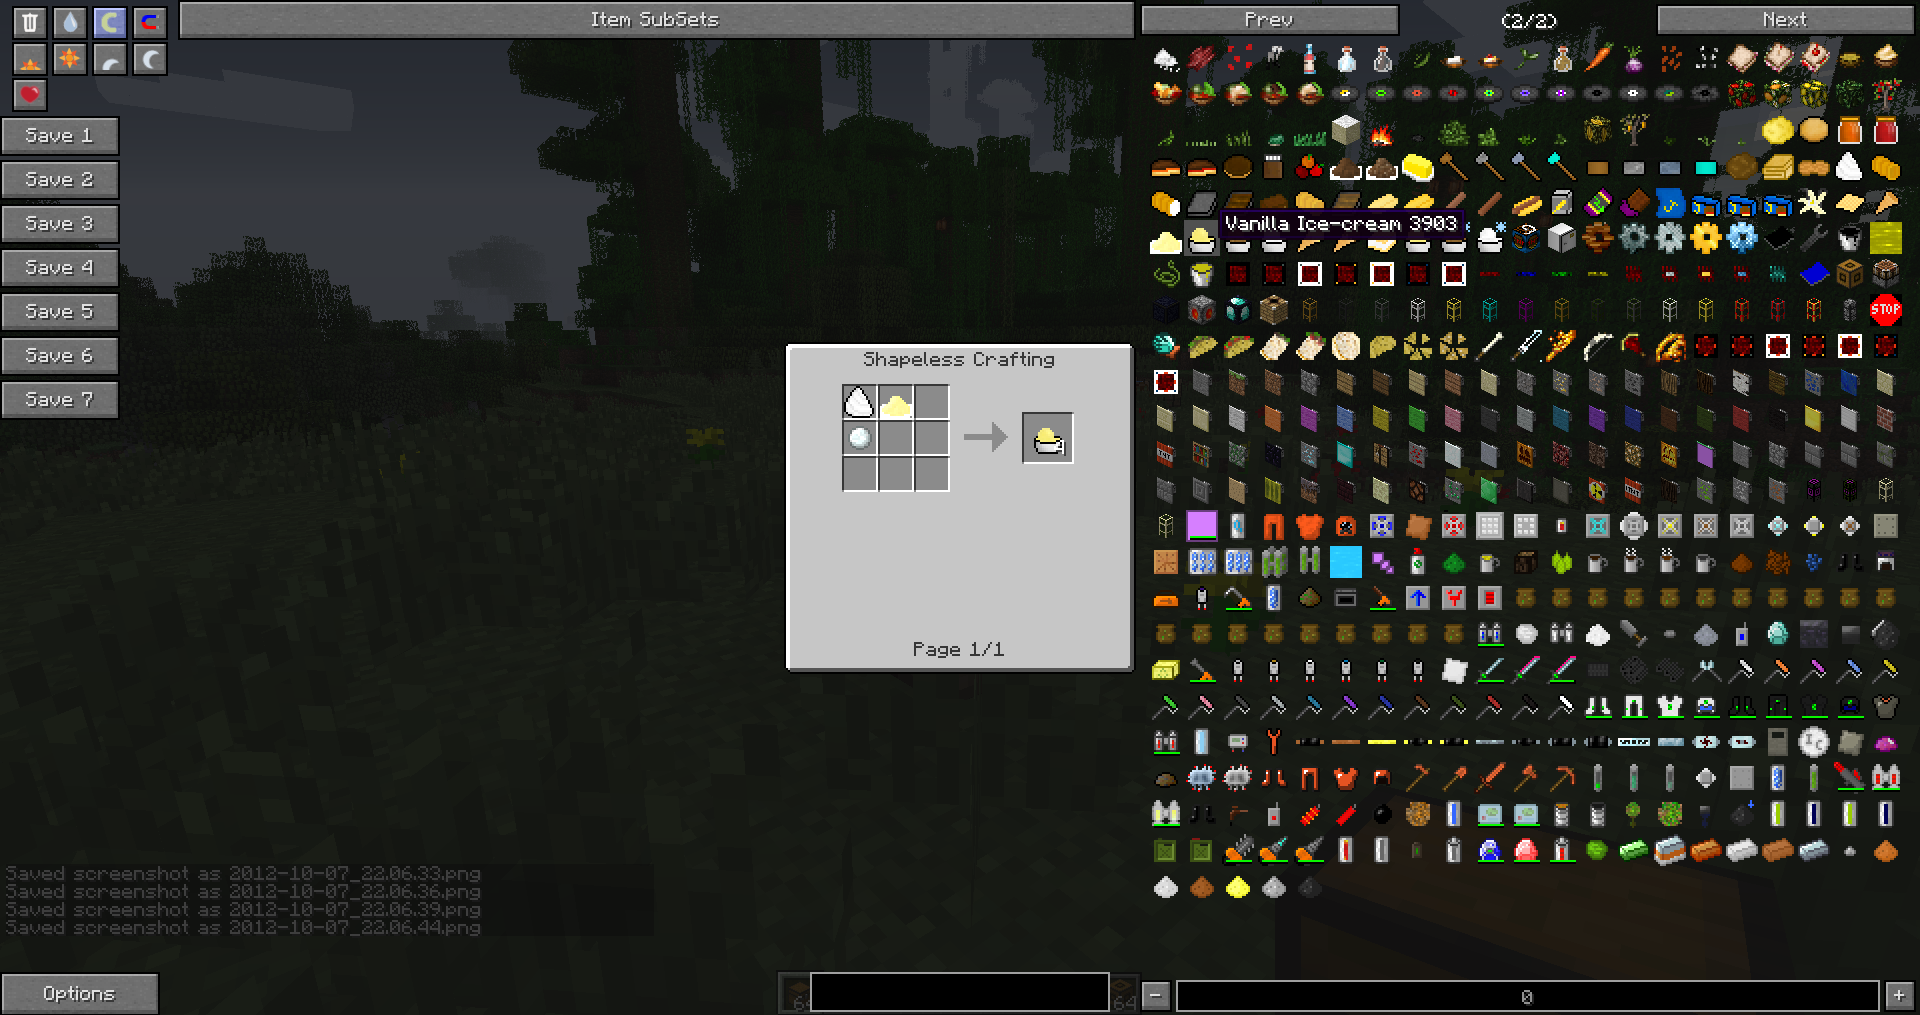 Item SubSets
Prev
(2/2)
Next
Save 1
Save 2
Save 3
Save 4
Save 5
Save 6
Save 7
Vanilla Ice-cream 3903
STOP
Shapeless Crafting
Page 1/1
Saved screenshot as 2012-10-07_22.06.33.png
Saved screenshot as 2012-10-07_22.06.36.png
Saved screenshot as 2012-10-07_22.06.39.png
Saved screenshot as 2012-10-07_22.06.44.png
Options
64
64
-
0
+